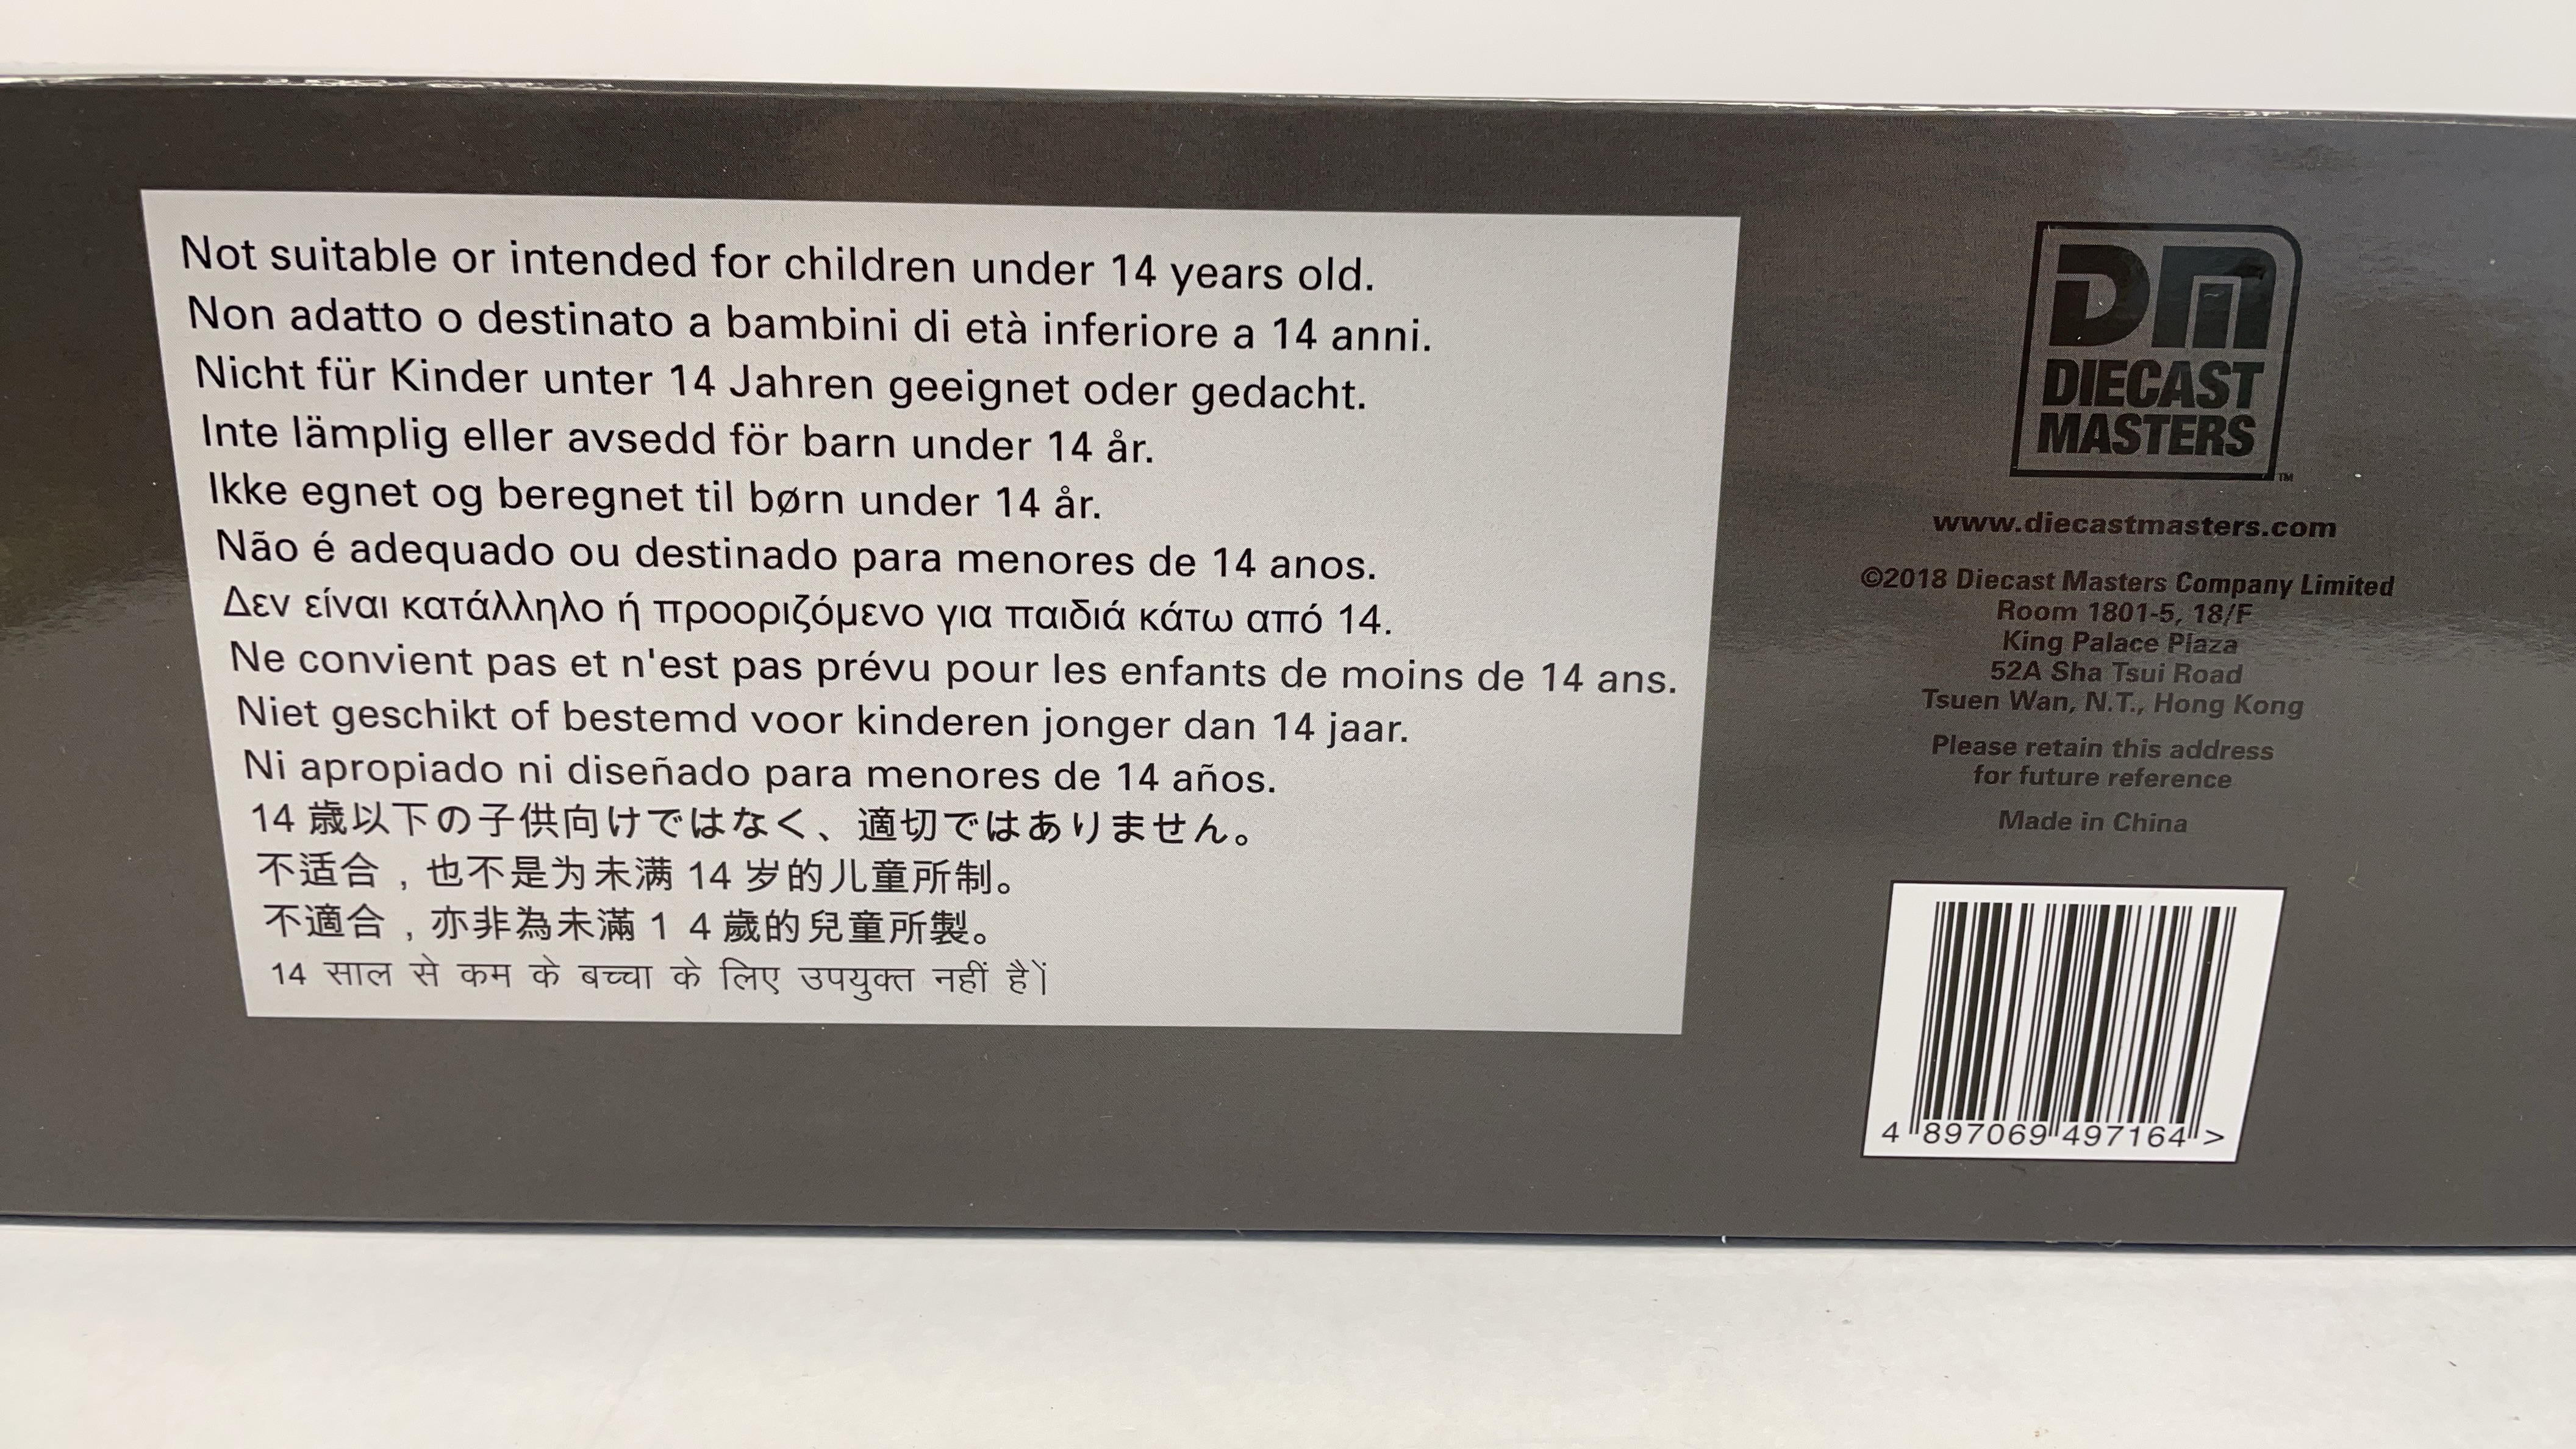 Not suitable or intended for children under 14 years old.
Non adatto o destinato a bambini di età inferiore a 14 anni.
Nicht für Kinder unter 14 Jahren geeignet oder gedacht.
Inte lämplig eller avsedd för barn under 14 år.
Ikke egnet og beregnet til børn under 14 år.
Não é adequado ou destinado para menores de 14 anos.
Δεν είναι κατάλληλο ή προοριζόμενο για παιδιά κάτω από 14.
Ne convient pas et n'est pas prévu pour les enfants de moins de 14 ans.
Niet geschikt of bestemd voor kinderen jonger dan 14 jaar.
Ni apropiado ni diseñado para menores de 14 años.
14 歳以下の子供向けではなく、適切ではありません。
不适合，也不是为未满 14 岁的儿童所制。
不適合，亦非為未滿 1 4 歲的兒童所製。
14 साल से कम के बच्चा के लिए उपयुक्त नहीं हैं।
DM
DIECAST
MASTERS
TM
www.diecastmasters.com
©2018 Diecast Masters Company Limited
Room 1801-5, 18/F
King Palace Plaza
52A Sha Tsui Road
Tsuen Wan, N.T., Hong Kong
Please retain this address
for future reference
Made in China
4 897069 497164 >